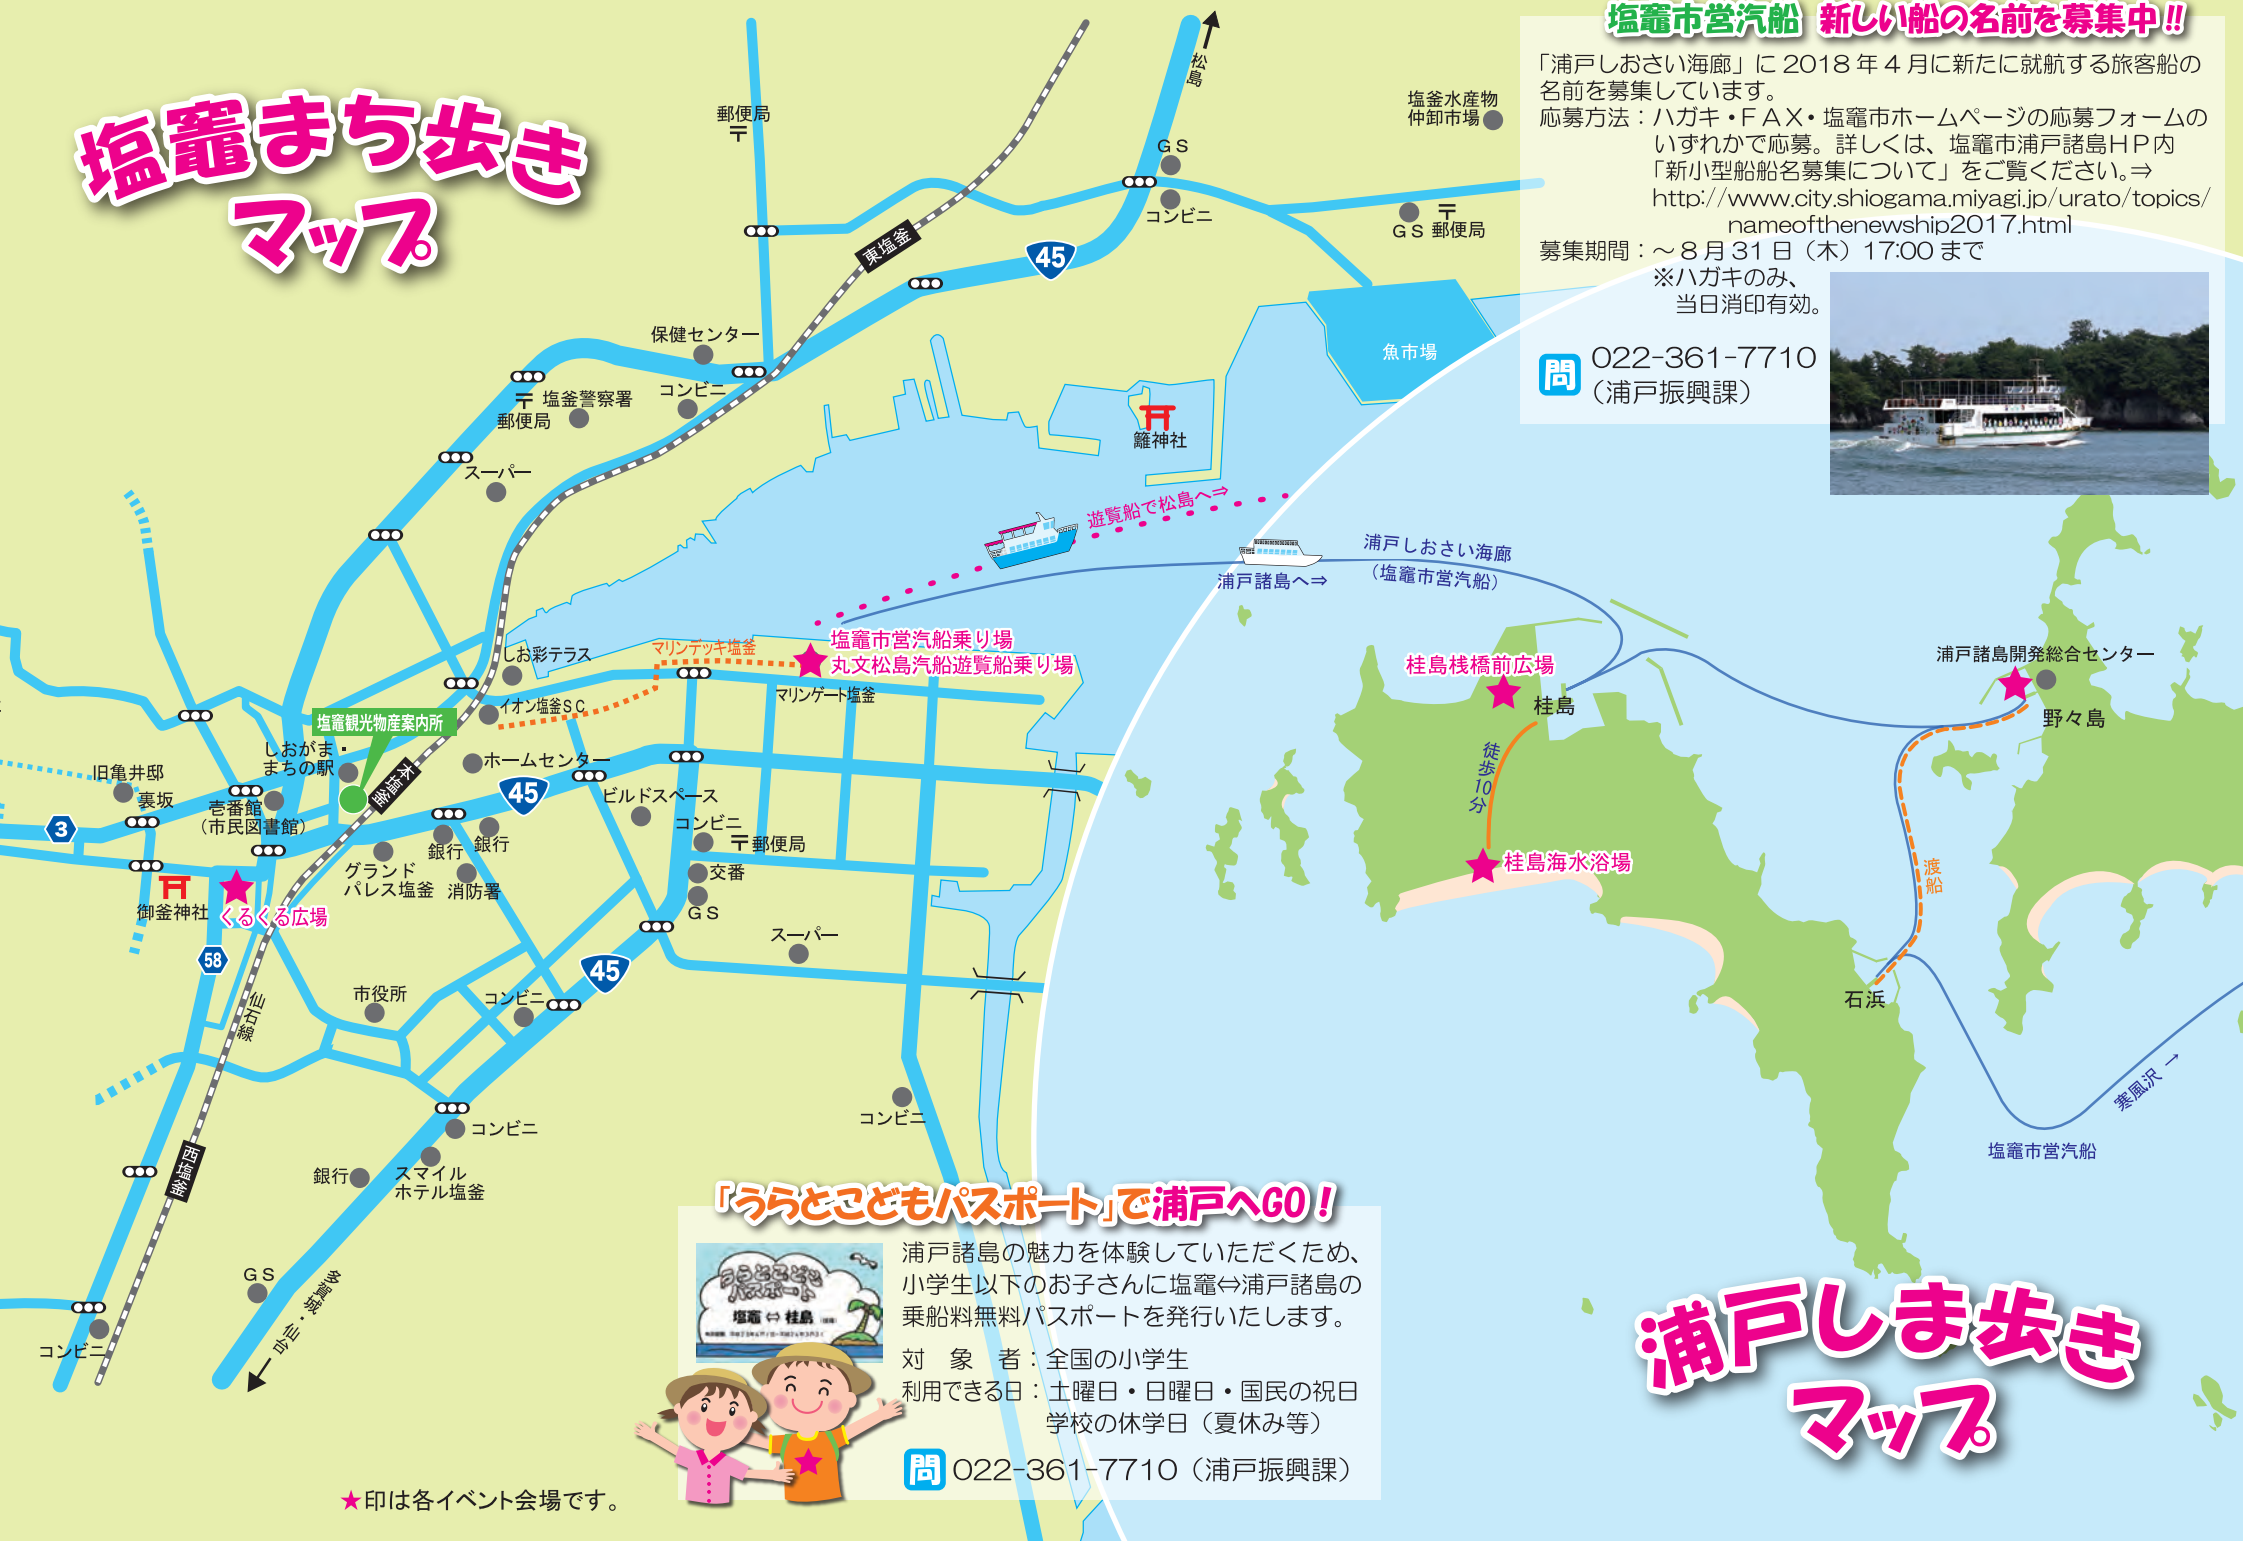 塩竈まち歩き
マップ
塩竈市営汽船 新しい船の名前を募集中!!
「浦戸しおさい海廊」に 2018 年 4 月に新たに就航する旅客船の
名前を募集しています。
応募方法：ハガキ・FAX・塩竈市ホームページの応募フォームの
いずれかで応募。詳しくは、塩竈市浦戸諸島HP内
「新小型船船名募集について」をご覧ください。⇒
http://www.city.shiogama.miyagi.jp/urato/topics/
nameofthenewship2017.html
募集期間：～ 8 月 31 日（木）17:00 まで
※ハガキのみ、
当日消印有効。
問 022-361-7710
（浦戸振興課）
松島
郵便局
塩釜水産物
仲卸市場
GS
コンビニ
GS 郵便局
東塩釜
45
保健センター
コンビニ
塩釜警察署
郵便局
スーパー
魚市場
籬神社
遊覧船で松島へ⇒
浦戸諸島へ⇒
浦戸しおさい海廊
（塩竈市営汽船）
しお彩テラス
マリンデッキ塩釜
塩竈市営汽船乗り場
丸文松島汽船遊覧船乗り場
マリンゲート塩釜
イオン塩釜SC
塩竈観光物産案内所
しおがま・
まちの駅
本塩釜
ホームセンター
旧亀井邸
裏坂
壱番館
（市民図書館）
3
45
ビルドスペース
コンビニ
郵便局
銀行
銀行
グランド
パレス塩釜
消防署
交番
GS
御釜神社
くるくる広場
58
スーパー
45
仙石線
市役所
コンビニ
コンビニ
コンビニ
西塩釜
銀行
スマイル
ホテル塩釜
GS
多賀城・仙台
コンビニ
桂島桟橋前広場
桂島
徒歩10分
桂島海水浴場
浦戸諸島開発総合センター
野々島
渡船
石浜
寒風沢 →
塩竈市営汽船
「うらとこどもパスポート」で浦戸へGO！
うらとこども
パスポート
塩竈 ⇔ 桂島
浦戸諸島の魅力を体験していただくため、
小学生以下のお子さんに塩竈⇔浦戸諸島の
乗船料無料パスポートを発行いたします。
対　象　者：全国の小学生
利用できる日：土曜日・日曜日・国民の祝日
学校の休学日（夏休み等）
問 022-361-7710（浦戸振興課）
★印は各イベント会場です。
浦戸しま歩き
マップ